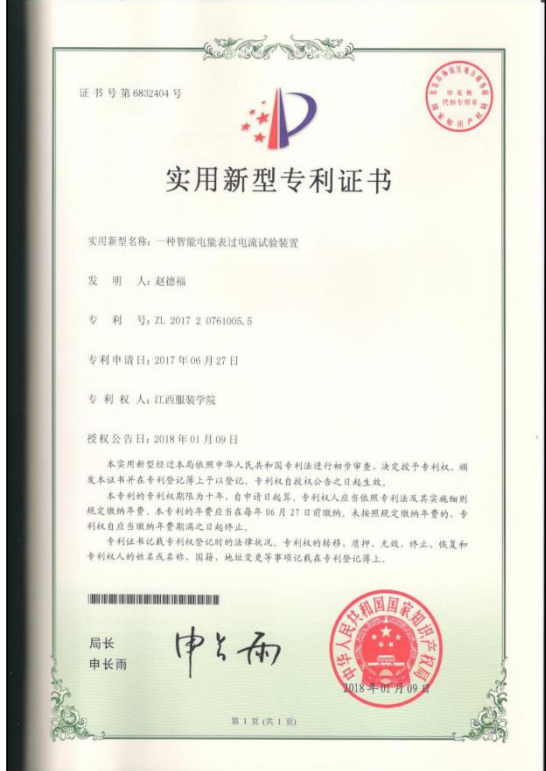 证书号第6832404号
实用新型专利证书
实用新型名称：一种智能电能表过电流试验装置
发 明 人：赵德福
专 利 号：ZL 2017 2 0761005.5
专利申请日：2017年06月27日
专 利 权 人：江西服装学院
授权公告日：2018年01月09日
本实用新型经过本局依照中华人民共和国专利法进行初步审查，决定授予专利权，颁
发本证书并在专利登记簿上予以登记。专利权自授权公告之日起生效。
本专利的专利权期限为十年，自申请日起算。专利权人应当依照专利法及其实施细则
规定缴纳年费。本专利的年费应当在每年06月27日前缴纳。未按照规定缴纳年费的，专
利权自应当缴纳年费期满之日起终止。
专利证书记载专利权登记时的法律状况。专利权的转移、质押、无效、终止、恢复和
专利权人的姓名或名称、国籍、地址变更等事项记载在专利登记簿上。
局长
申长雨
申长雨
中华人民共和国国家知识产权局
2018年01月09日
第1页(共1页)